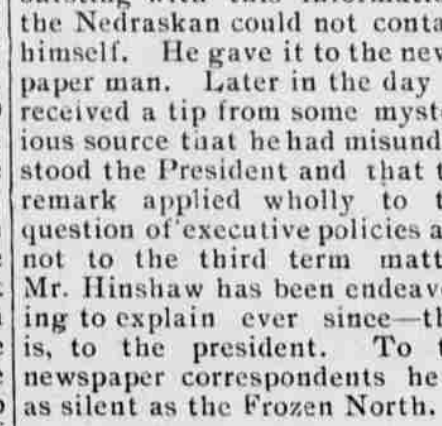 the Nedraskan could not conta
himself. He gave it to the new
paper man. Later in the day
received a tip from some myst
ious source tuat he had misund
stood the President and that t
remark applied wholly to t
question of executive policies a
not to the third term matt
Mr. Hinshaw has been endeav
ing to explain ever since—th
is, to the president. To t
newspaper correspondents he
as silent as the Frozen North.